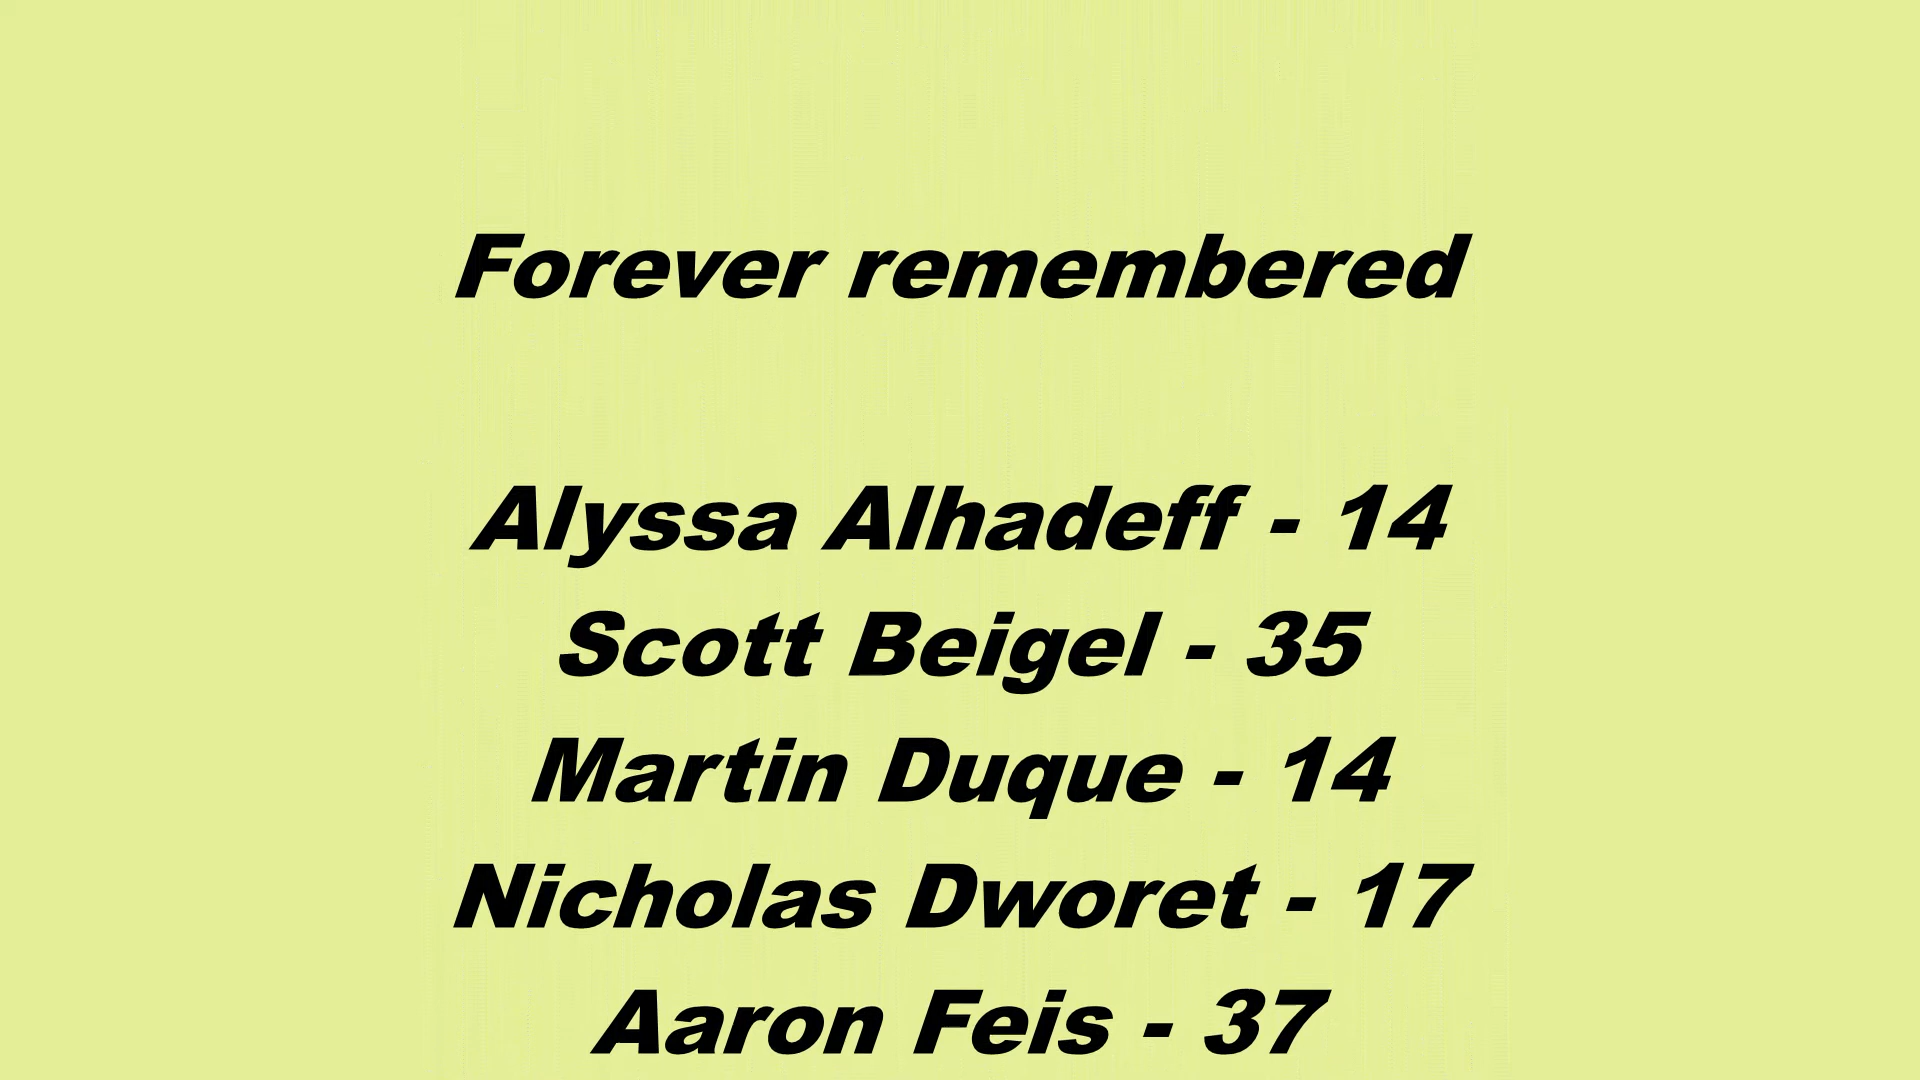 Forever remembered
Alyssa Alhadeff - 14
Scott Beigel - 35
Martin Duque - 14
Nicholas Dworet - 17
Aaron Feis - 37